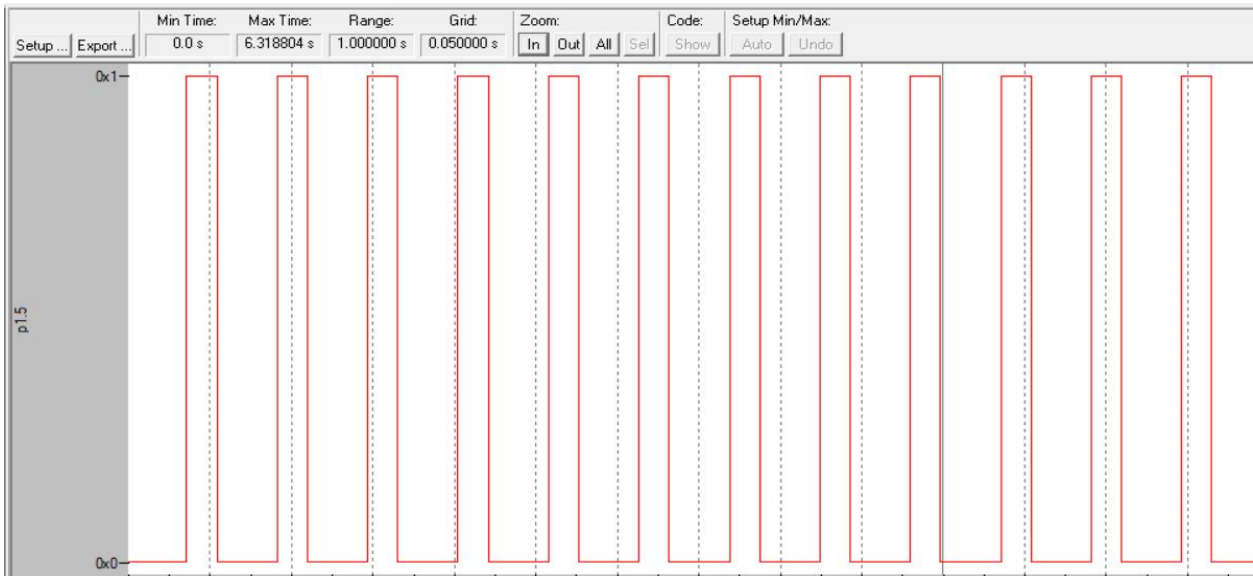 Min Time: Max Time: Range: Grid: Zoom: Code: Setup Min/Max:
Setup ... Export ... 0.0 s 6.318804 s 1.000000 s 0.050000 s In Out All Sel Show Auto Undo
0x1
p1.5
0x0